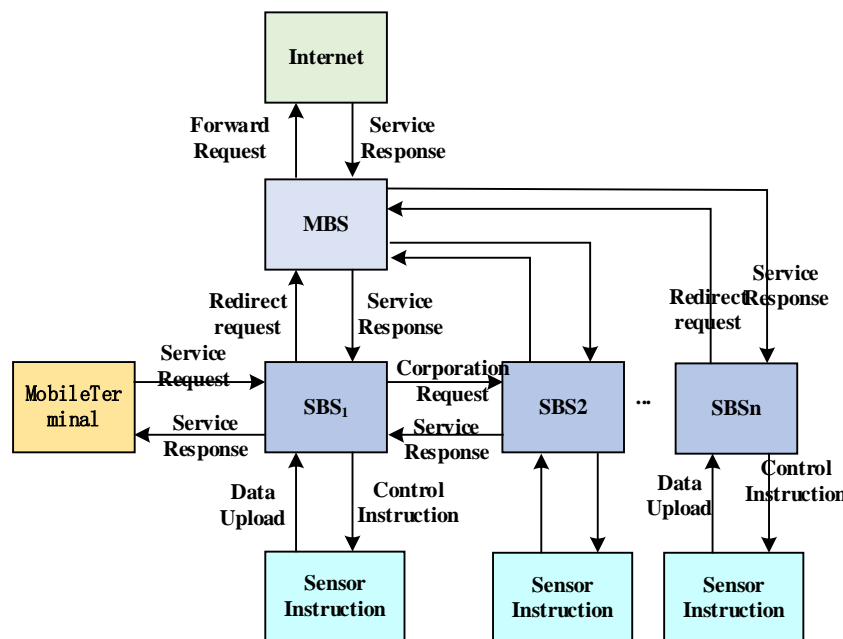 Internet
Forward
Request
Service
Response
MBS
Redirect
request
Service
Response
Redirect
request
Service
Response
Service
Request
Corporation
Request
MobileTer
minal
SBS₁
SBS2
...
SBSn
Service
Response
Service
Response
Data
Upload
Control
Instruction
Data
Upload
Control
Instruction
Sensor
Instruction
Sensor
Instruction
Sensor
Instruction